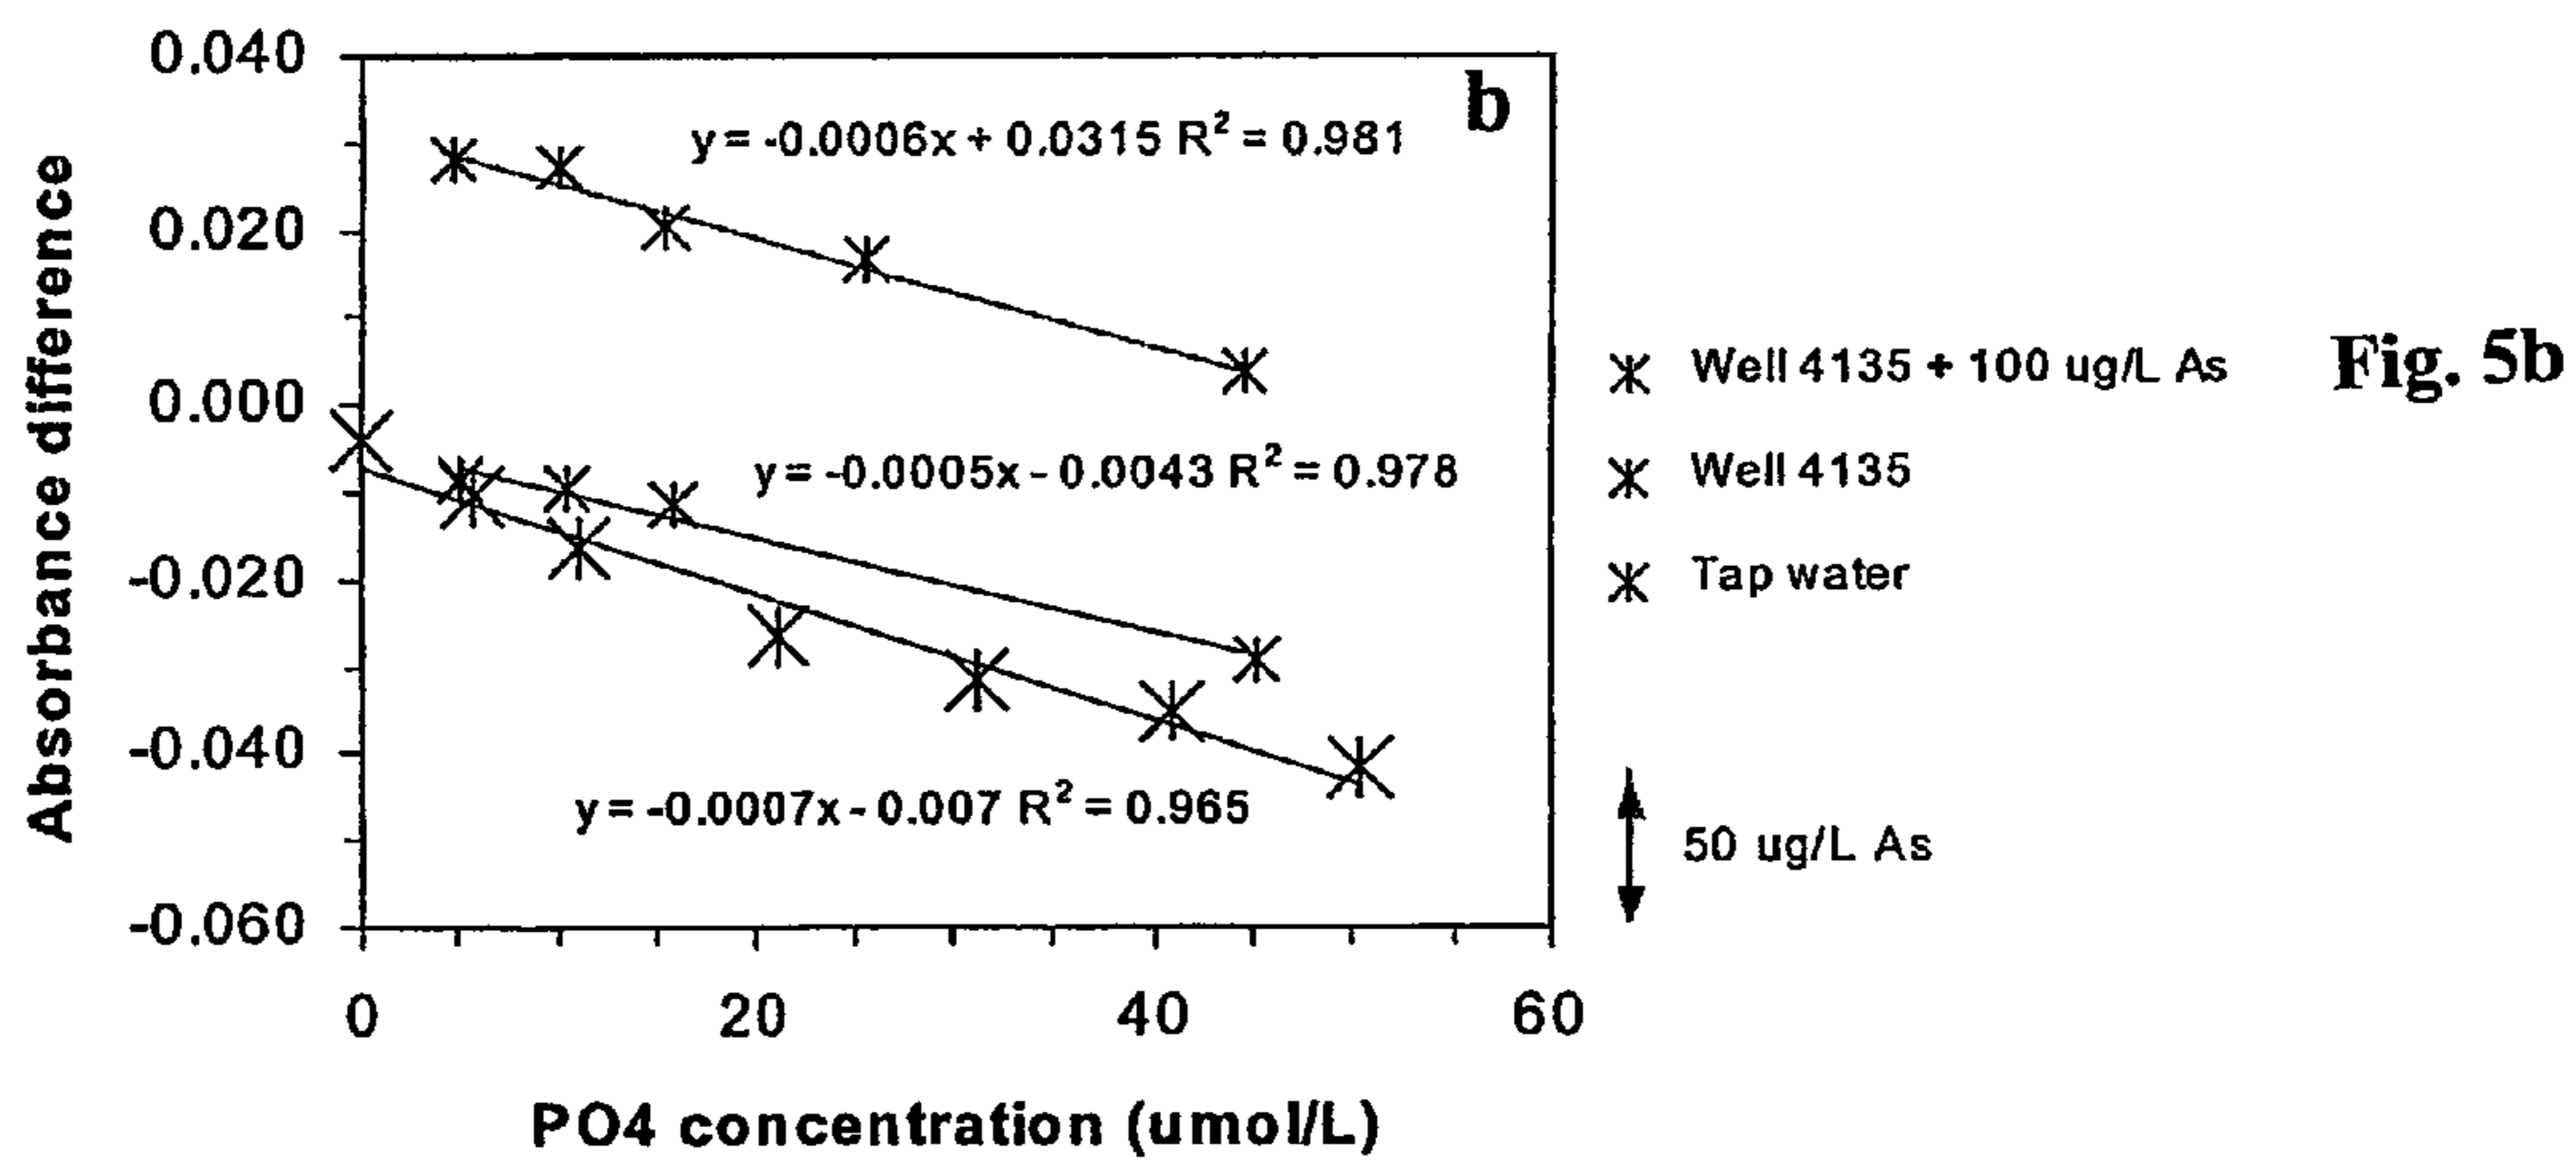 0.040
b
y = -0.0006x + 0.0315 R² = 0.981
0.020
Absorbance difference
0.000
Well 4135 + 100 ug/L As
Fig. 5b
y = -0.0005x - 0.0043 R² = 0.978
Well 4135
-0.020
Tap water
-0.040
y = -0.0007x - 0.007 R² = 0.965
50 ug/L As
-0.060
0 20 40 60
PO4 concentration (umol/L)